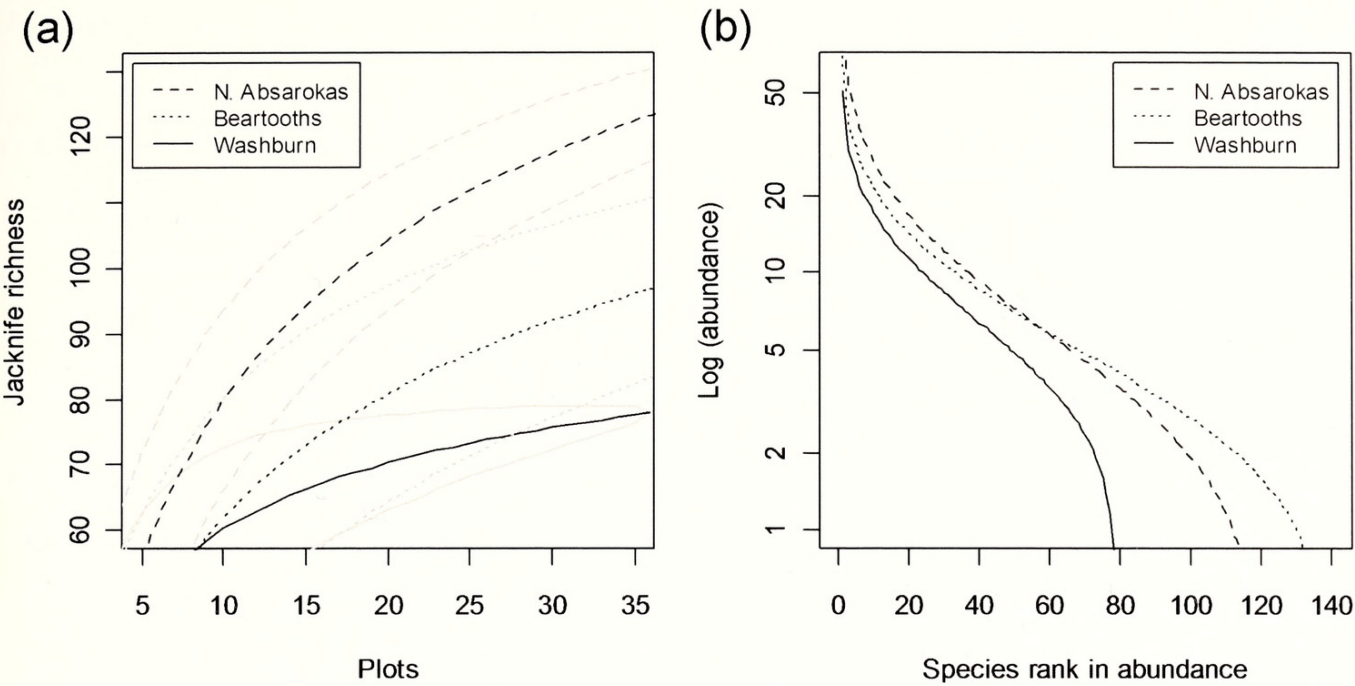 (a)
N. Absarokas
Beartooths
Washburn
Jacknife richness
120
100
90
80
70
60
5 10 15 20 25 30 35
Plots
(b)
N. Absarokas
Beartooths
Washburn
Log (abundance)
50
20
10
5
2
1
0 20 40 60 80 100 120 140
Species rank in abundance